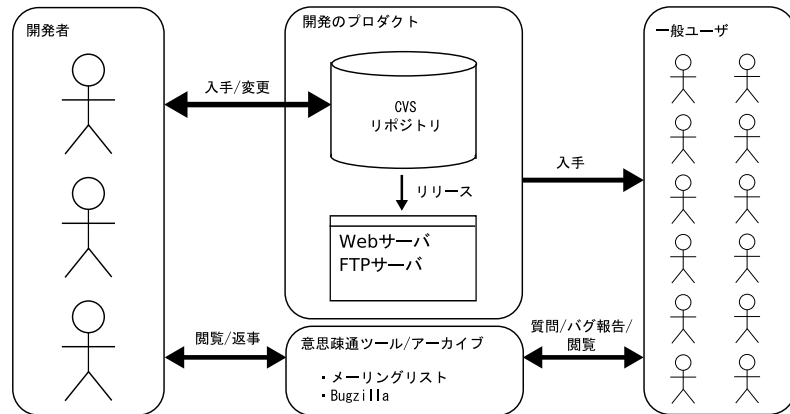 開発者
開発のプロダクト
一般ユーザ
入手/変更
CVS
リポジトリ
入手
リリース
Webサーバ
FTPサーバ
閲覧/返事
意思疎通ツール/アーカイブ
・メーリングリスト
・Bugzilla
質問/バグ報告/
閲覧